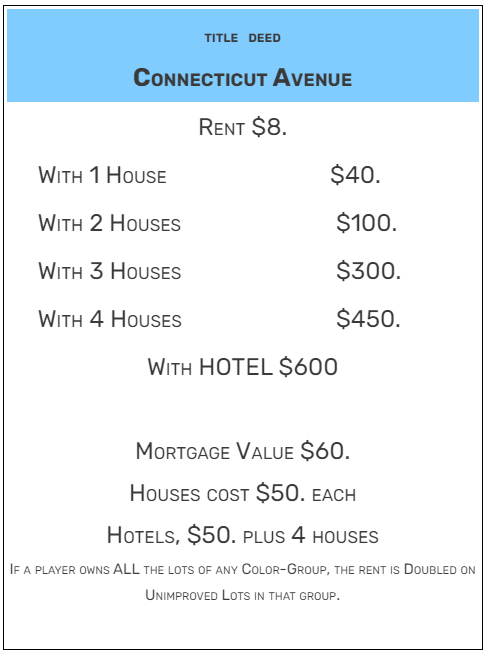 TITLE DEED
CONNECTICUT AVENUE
RENT $8.
WITH 1 HOUSE $40.
WITH 2 HOUSES $100.
WITH 3 HOUSES $300.
WITH 4 HOUSES $450.
WITH HOTEL $600
MORTGAGE VALUE $60.
HOUSES COST $50. EACH
HOTELS, $50. PLUS 4 HOUSES
IF A PLAYER OWNS ALL THE LOTS OF ANY COLOR-GROUP, THE RENT IS DOUBLED ON
UNIMPROVED LOTS IN THAT GROUP.